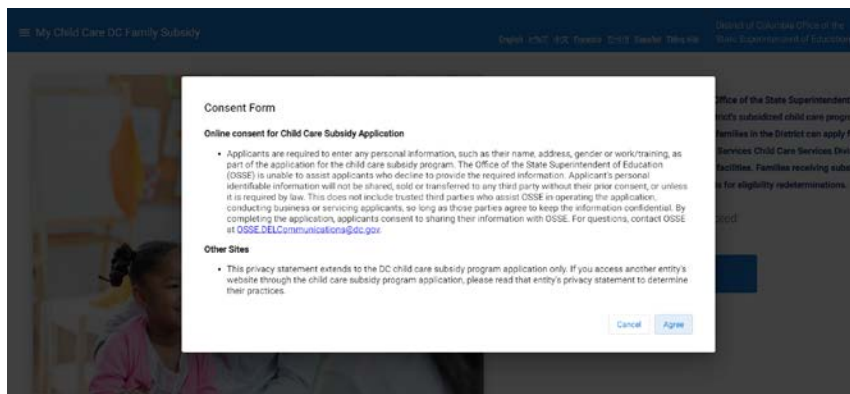 My Child Care DC Family Subsidy
English
Français
Español Tiếng Việt
District of Columbia Office of the
State Superintendent of Education
Consent Form
Online consent for Child Care Subsidy Application
• Applicants are required to enter any personal information, such as their name, address, gender or work/training, as
part of the application for the child care subsidy program. The Office of the State Superintendent of Education
(OSSE) is unable to assist applicants who decline to provide the required information. Applicant's personal
identifiable information will not be shared, sold or transferred to any third party without their prior consent, or unless
it is required by law. This does not include trusted third parties who assist OSSE in operating the application,
conducting business or servicing applicants, so long as those parties agree to keep the information confidential. By
completing the application, applicants consent to sharing their information with OSSE. For questions, contact OSSE
at OSSE.DELCommunications@dc.gov.
Other Sites
• This privacy statement extends to the DC child care subsidy program application only. If you access another entity's
website through the child care subsidy program application, please read that entity's privacy statement to determine
their practices.
Cancel Agree
Office of the State Superintendent
trict's subsidized child care progr
families in the District can apply f
Services Child Care Services Divi
facilities. Families receiving subs
s for eligibility redeterminations.